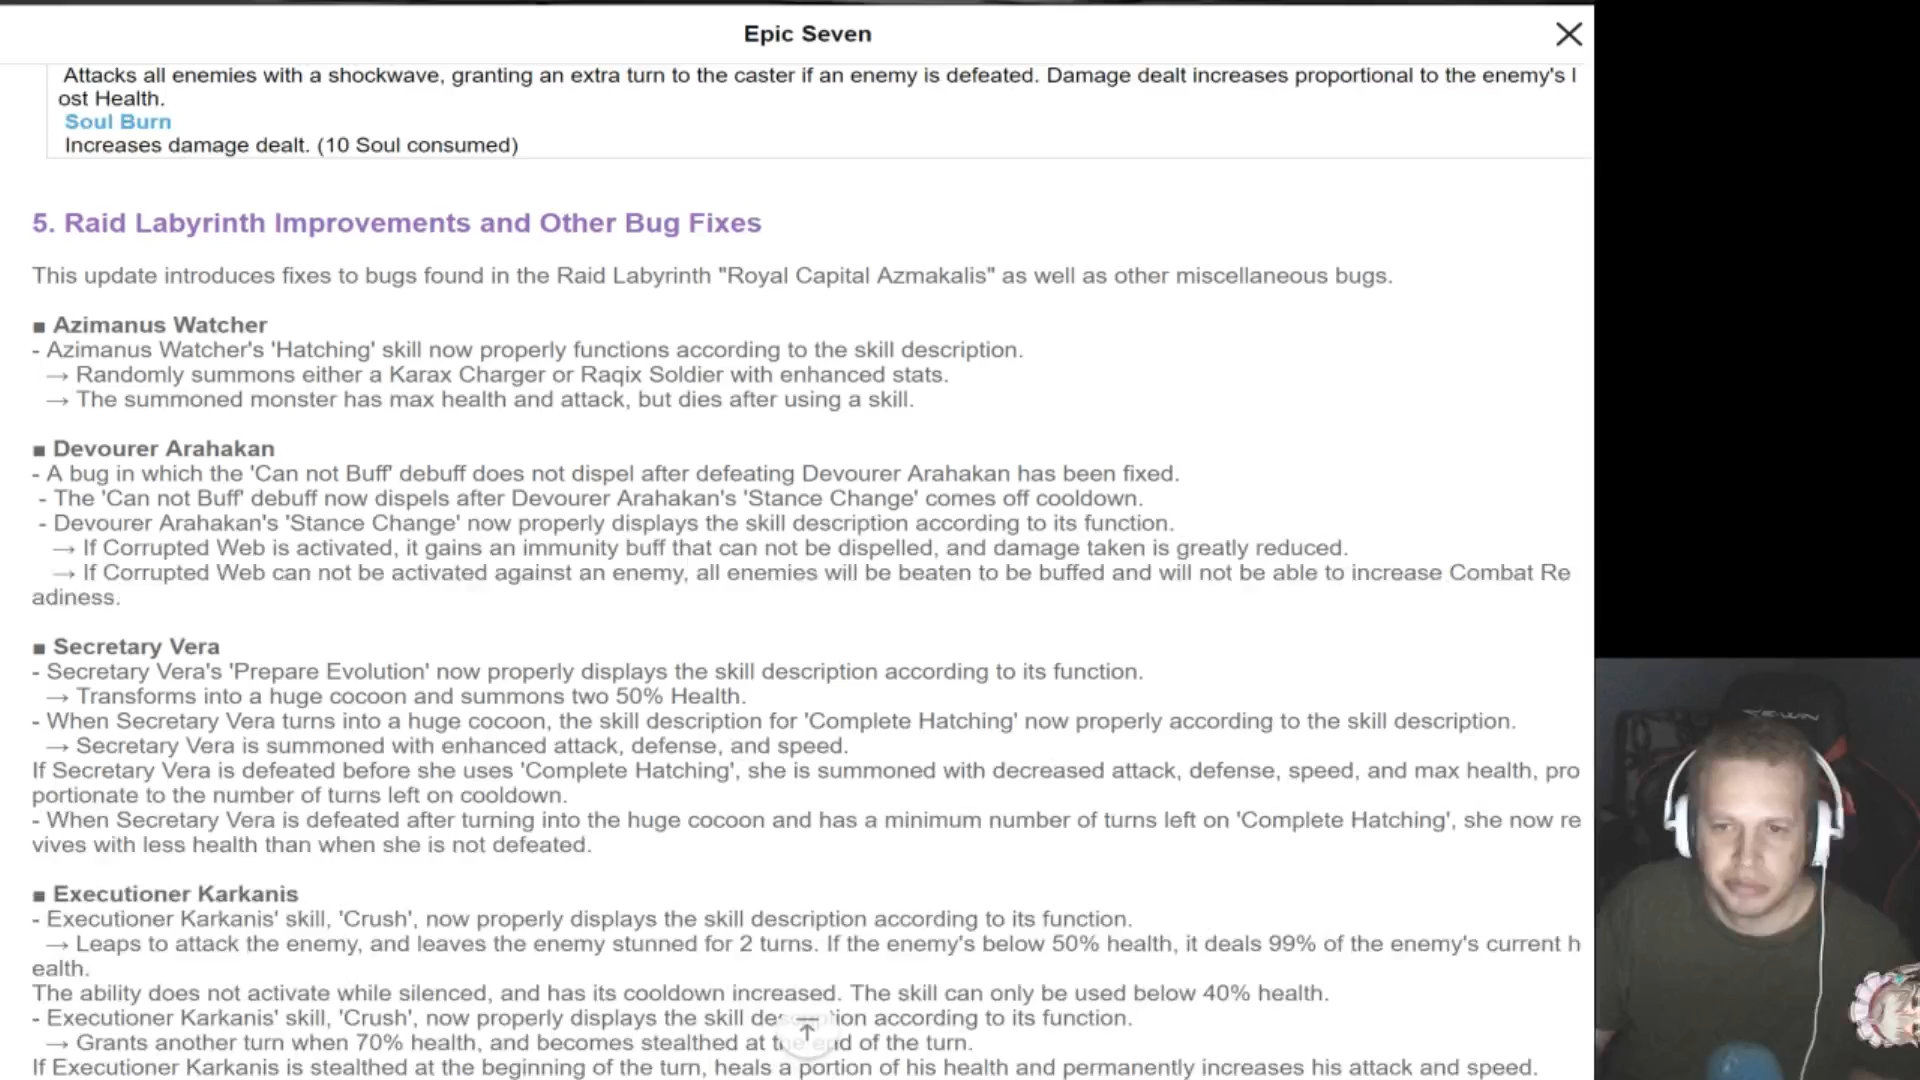 Epic Seven
Attacks all enemies with a shockwave, granting an extra turn to the caster if an enemy is defeated. Damage dealt increases proportional to the enemy's l
ost Health.
Soul Burn
Increases damage dealt. (10 Soul consumed)
5. Raid Labyrinth Improvements and Other Bug Fixes
This update introduces fixes to bugs found in the Raid Labyrinth "Royal Capital Azmakalis" as well as other miscellaneous bugs.
■ Azimanus Watcher
- Azimanus Watcher's 'Hatching' skill now properly functions according to the skill description.
→ Randomly summons either a Karax Charger or Raqix Soldier with enhanced stats.
→ The summoned monster has max health and attack, but dies after using a skill.
■ Devourer Arahakan
- A bug in which the 'Can not Buff' debuff does not dispel after defeating Devourer Arahakan has been fixed.
- The 'Can not Buff' debuff now dispels after Devourer Arahakan's 'Stance Change' comes off cooldown.
- Devourer Arahakan's 'Stance Change' now properly displays the skill description according to its function.
→ If Corrupted Web is activated, it gains an immunity buff that can not be dispelled, and damage taken is greatly reduced.
→ If Corrupted Web can not be activated against an enemy, all enemies will be beaten to be buffed and will not be able to increase Combat Re
adiness.
■ Secretary Vera
- Secretary Vera's 'Prepare Evolution' now properly displays the skill description according to its function.
→ Transforms into a huge cocoon and summons two 50% Health.
- When Secretary Vera turns into a huge cocoon, the skill description for 'Complete Hatching' now properly according to the skill description.
→ Secretary Vera is summoned with enhanced attack, defense, and speed.
If Secretary Vera is defeated before she uses 'Complete Hatching', she is summoned with decreased attack, defense, speed, and max health, pro
portionate to the number of turns left on cooldown.
- When Secretary Vera is defeated after turning into the huge cocoon and has a minimum number of turns left on 'Complete Hatching', she now re
vives with less health than when she is not defeated.
■ Executioner Karkanis
- Executioner Karkanis' skill, 'Crush', now properly displays the skill description according to its function.
→ Leaps to attack the enemy, and leaves the enemy stunned for 2 turns. If the enemy's below 50% health, it deals 99% of the enemy's current h
ealth.
The ability does not activate while silenced, and has its cooldown increased. The skill can only be used below 40% health.
- Executioner Karkanis' skill, 'Crush', now properly displays the skill description according to its function.
→ Grants another turn when 70% health, and becomes stealthed at the end of the turn.
If Executioner Karkanis is stealthed at the beginning of the turn, heals a portion of his health and permanently increases his attack and speed.